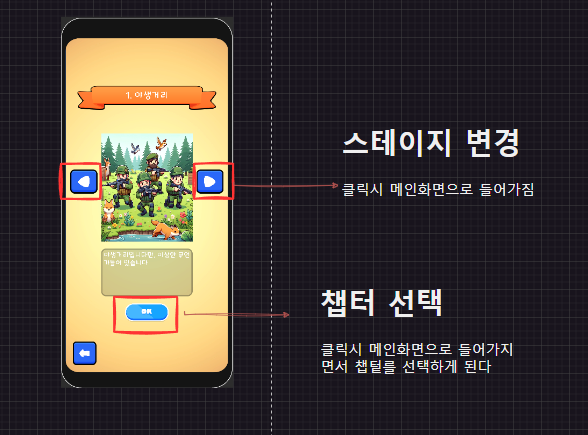 1. 야생거리
스테이지 변경
클릭시 메인화면으로 들어가짐
OK
챕터 선택
클릭시 메인화면으로 들어가지
면서 챕털를 선택하게 된다